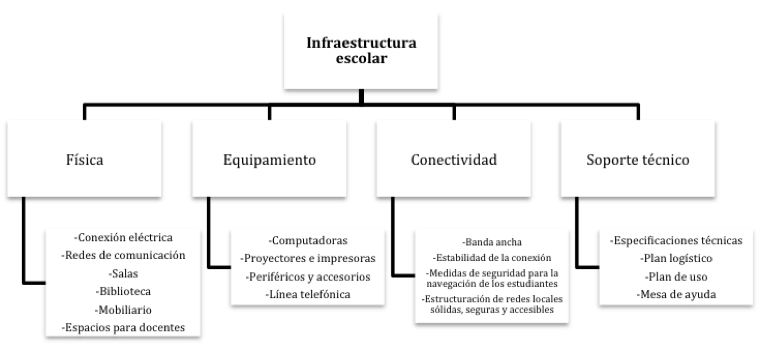 Infraestructura
escolar
Física
Equipamiento
Conectividad
Soporte técnico
-Conexión eléctrica
-Redes de comunicación
-Salas
-Biblioteca
-Mobiliario
-Espacios para docentes
-Computadoras
-Proyectores e impresoras
-Periféricos y accesorios
-Línea telefónica
-Banda ancha
-Estabilidad de la conexión
-Medidas de seguridad para la
navegación de los estudiantes
-Estructuración de redes locales
sólidas, seguras y accesibles
-Especificaciones técnicas
-Plan logístico
-Plan de uso
-Mesa de ayuda